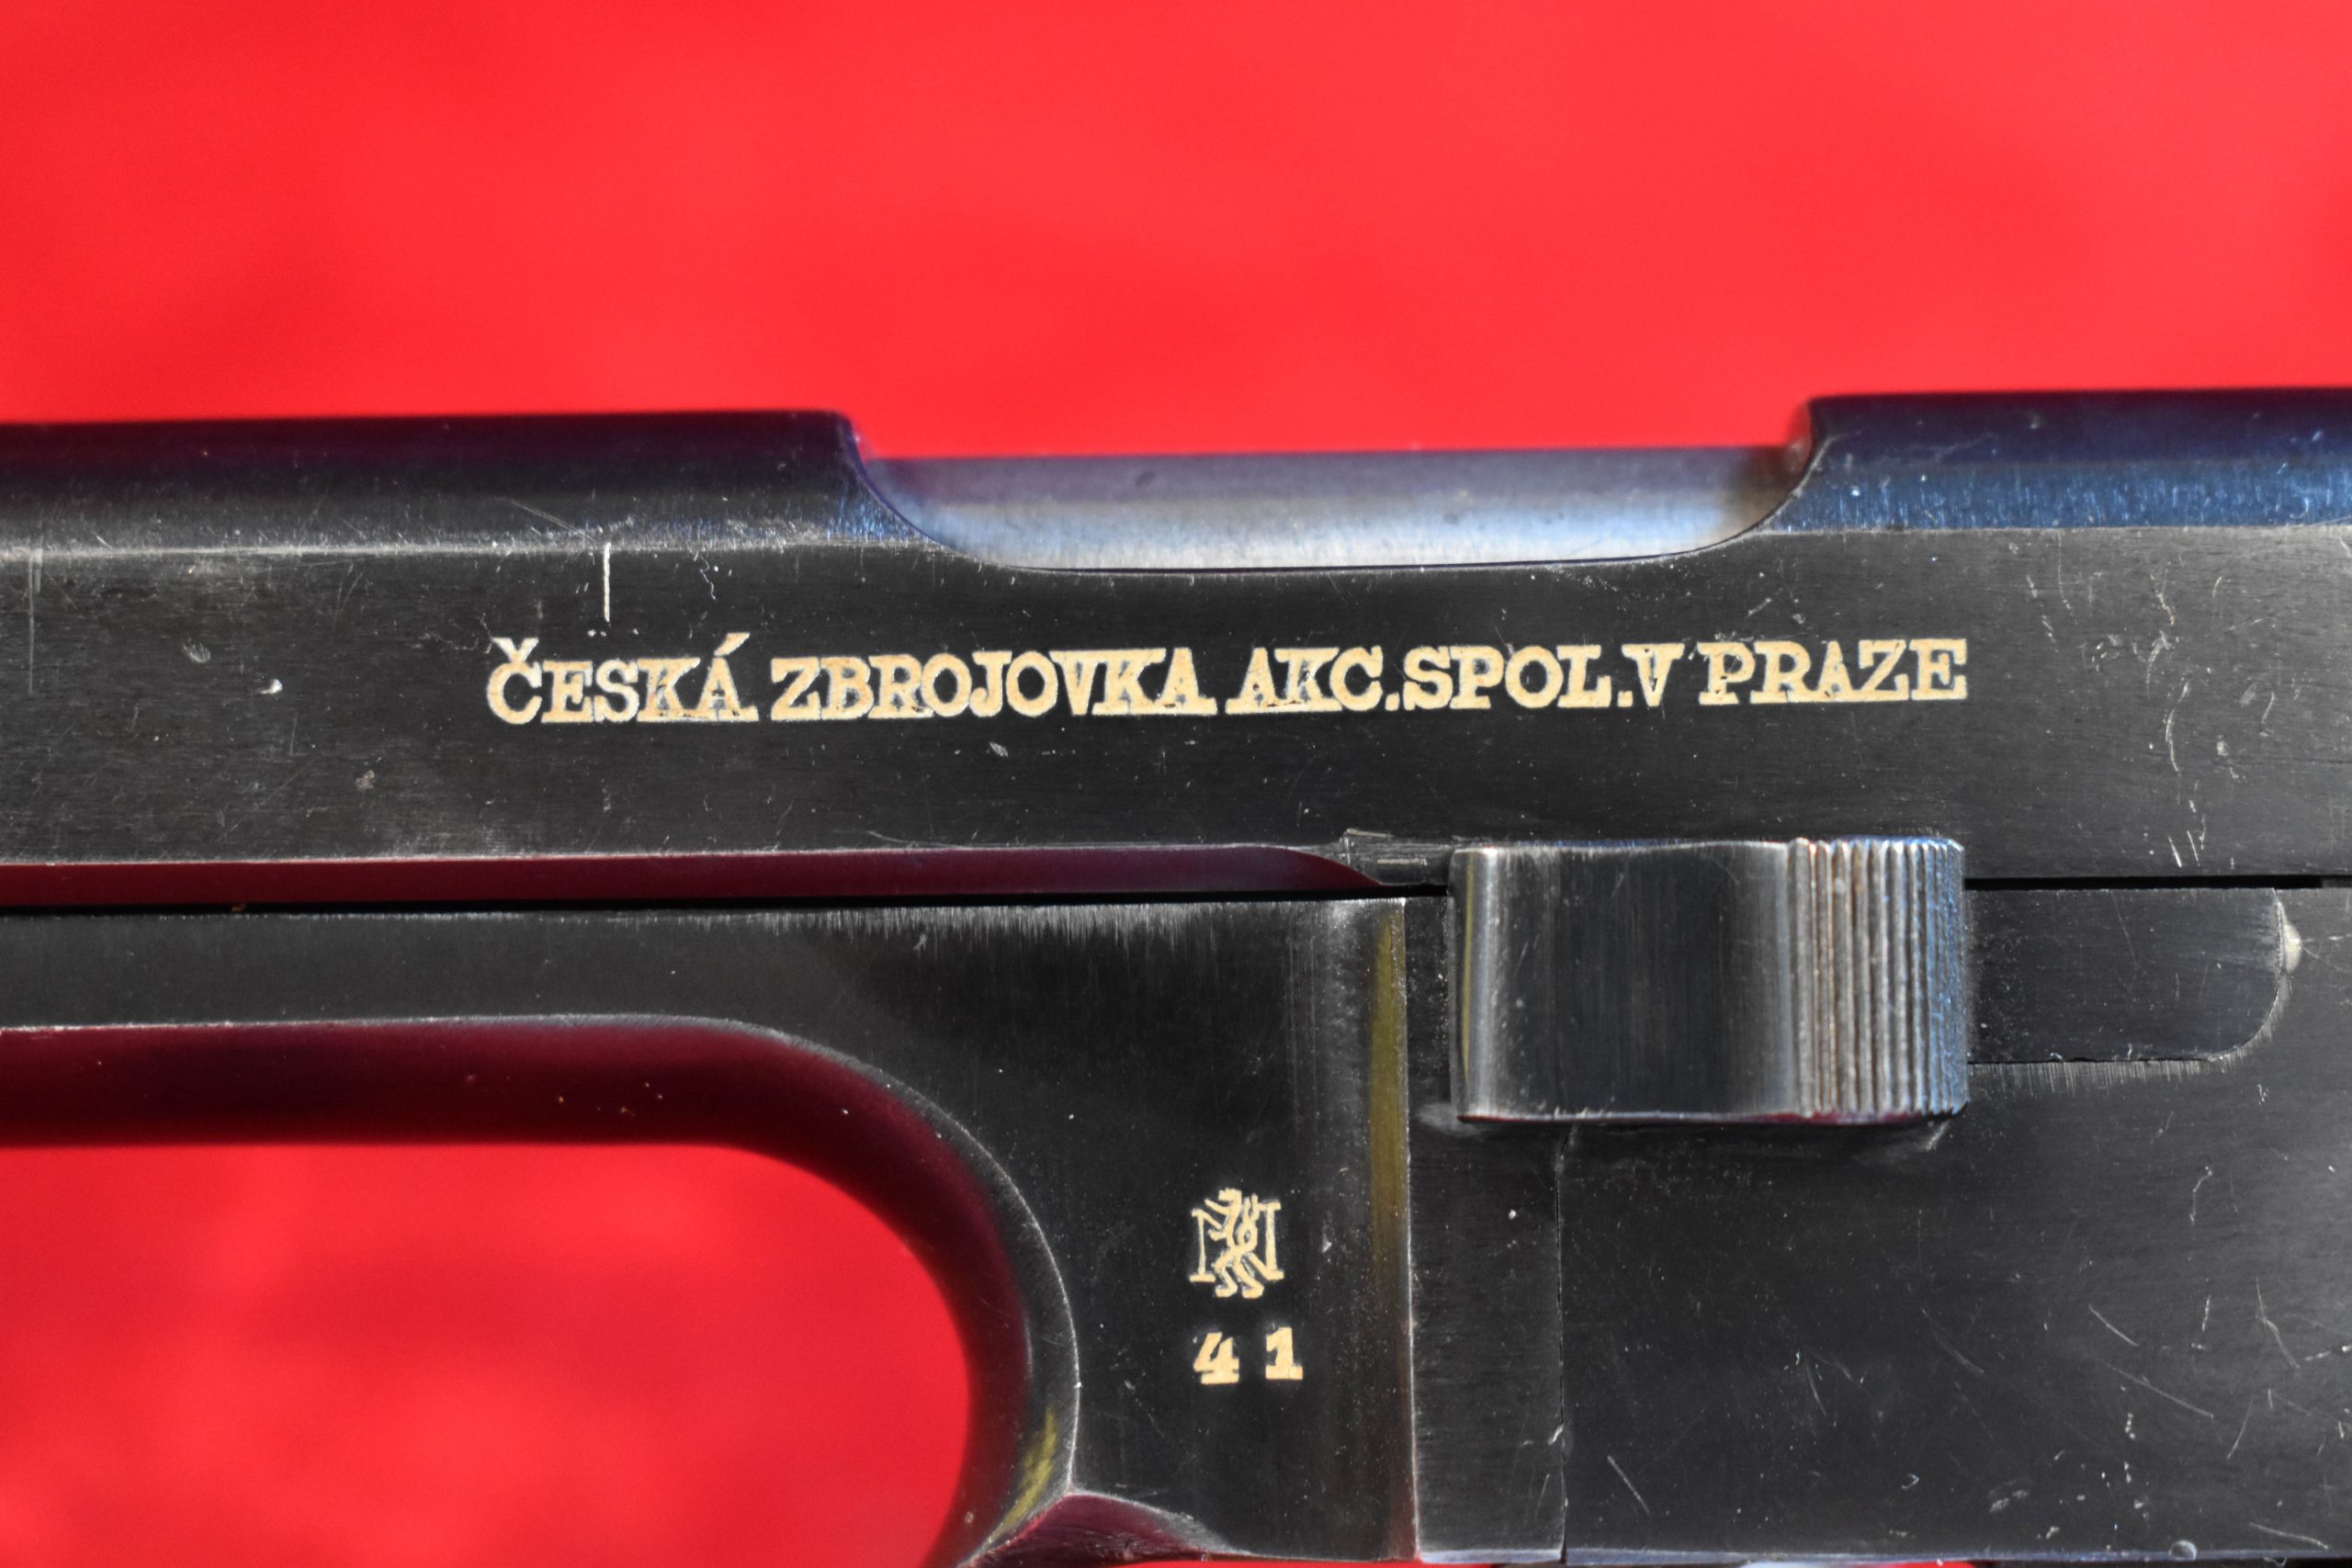 ČESKÁ ZBROJOVKA AKC.SPOL.V PRAZE
N
41